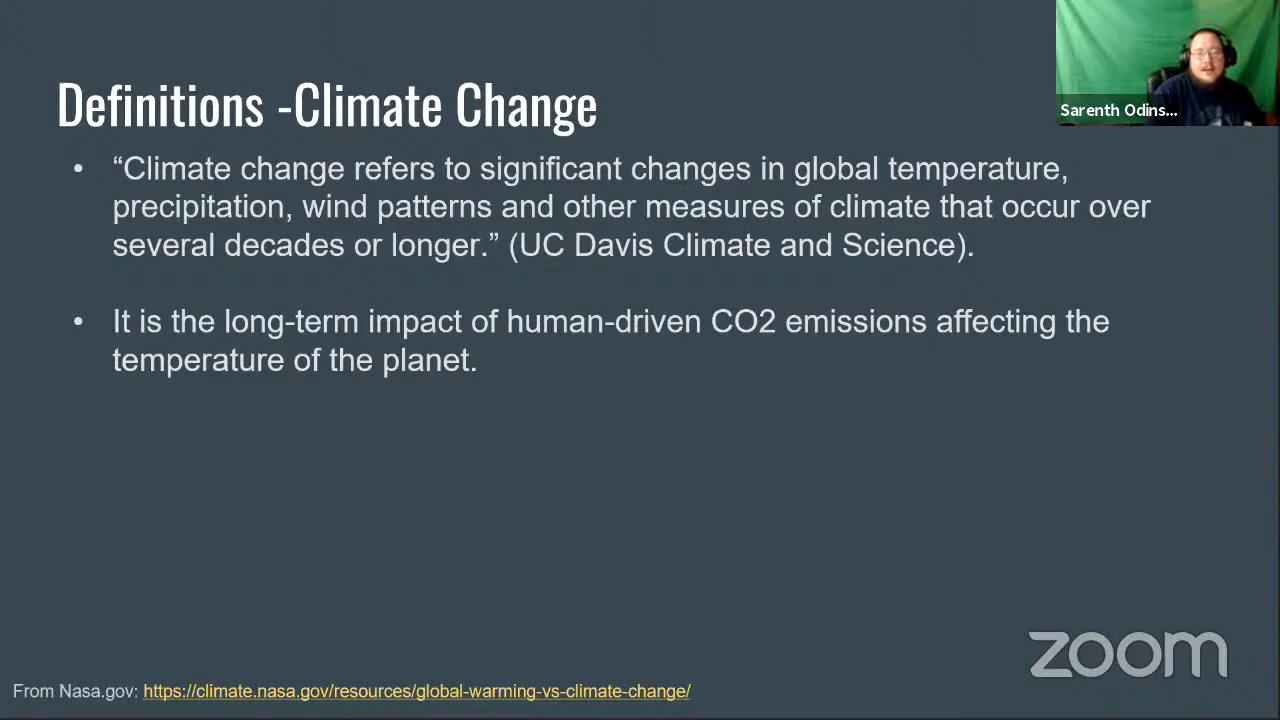 Definitions -Climate Change
• “Climate change refers to significant changes in global temperature,
precipitation, wind patterns and other measures of climate that occur over
several decades or longer.” (UC Davis Climate and Science).
• It is the long-term impact of human-driven CO2 emissions affecting the
temperature of the planet.
Sarenth Odins...
zoom
From Nasa.gov: https://climate.nasa.gov/resources/global-warming-vs-climate-change/